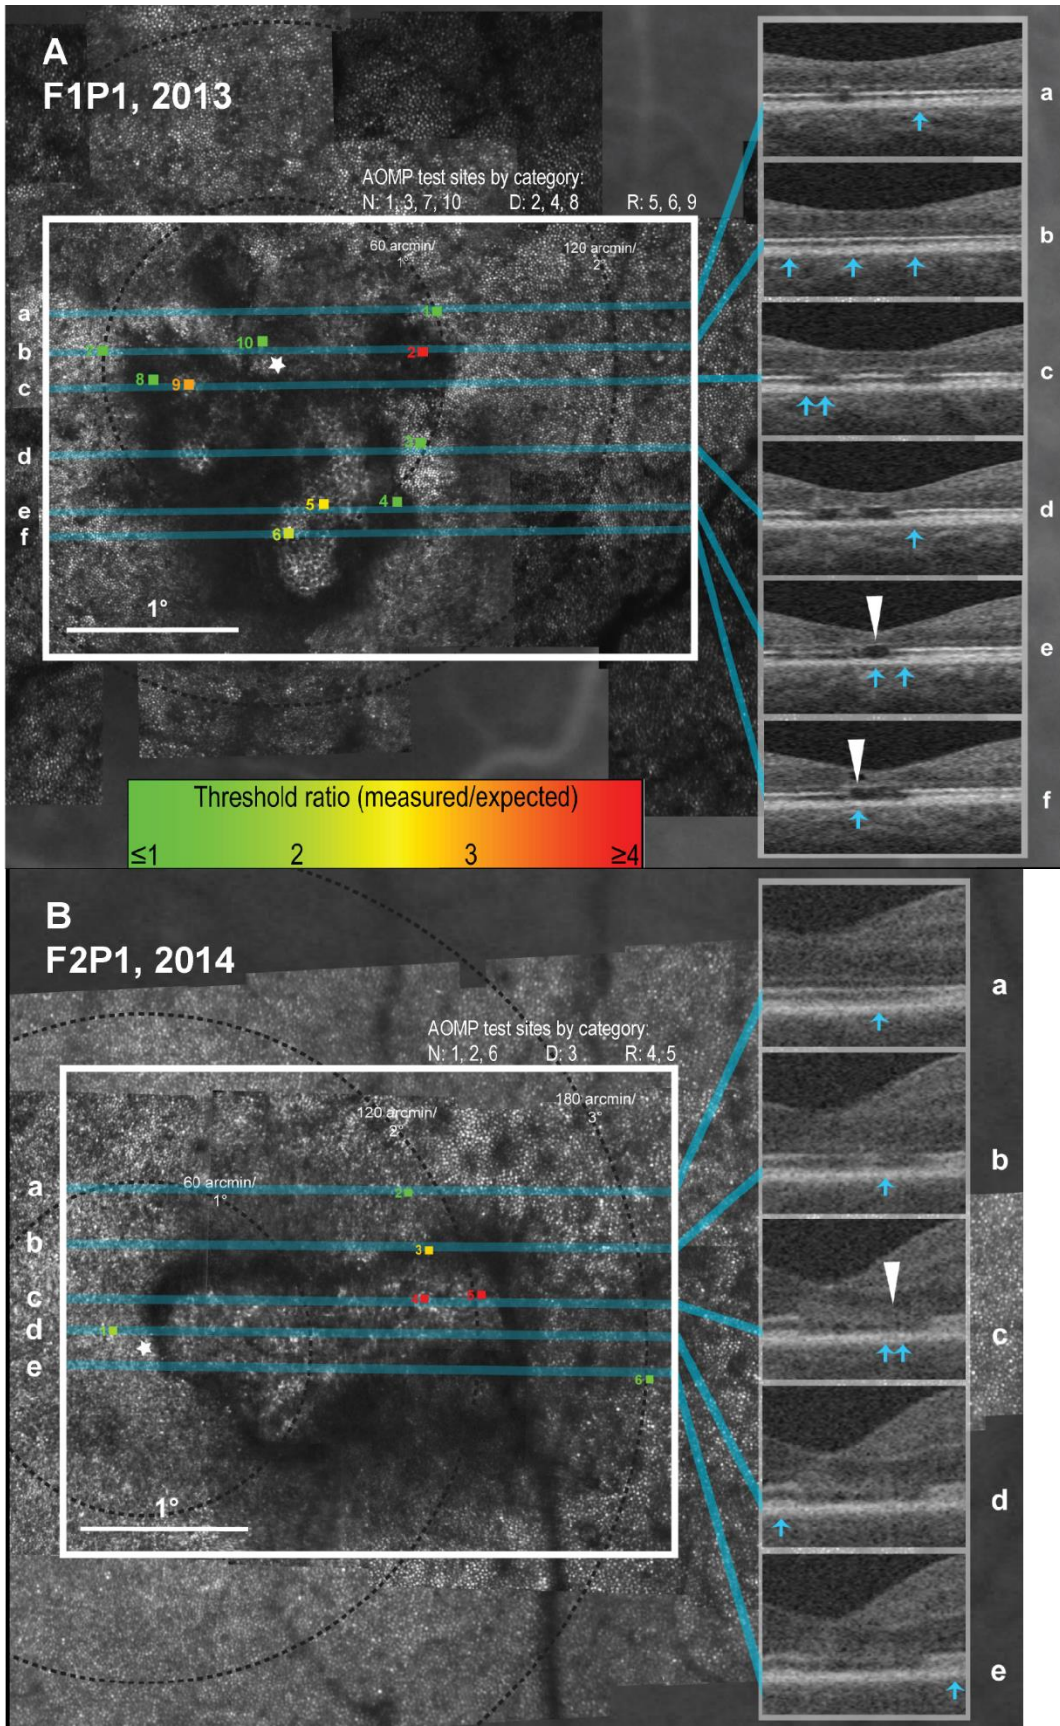 A
F1P1, 2013
AOMP test sites by category:
N: 1, 3, 7, 10 D: 2, 4, 8 R: 5, 6, 9
60 arcmin/
1°
120 arcmin/
2°
a
b
c
d
e
f
1
10
2
8
9
3
5
4
6
1°
a
b
c
d
e
f
Threshold ratio (measured/expected)
≤1 2 3 ≥4
B
F2P1, 2014
AOMP test sites by category:
N: 1, 2, 6 D: 3 R: 4, 5
180 arcmin/
3°
120 arcmin/
2°
60 arcmin/
1°
a
b
c
d
e
2
3
4
5
1
6
1°
a
b
c
d
e